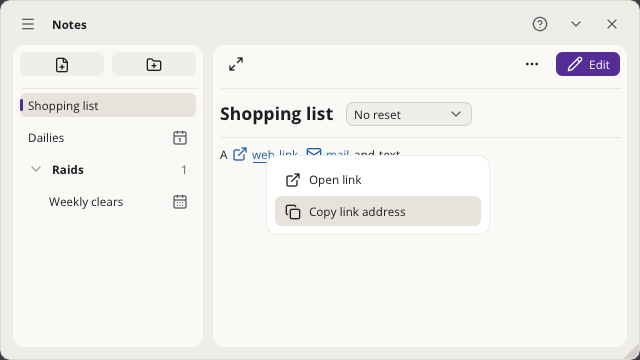 Notes
Edit
Shopping list
Dailies
Raids 1
Weekly clears
Shopping list
No reset
A web link mail and text
Open link
Copy link address